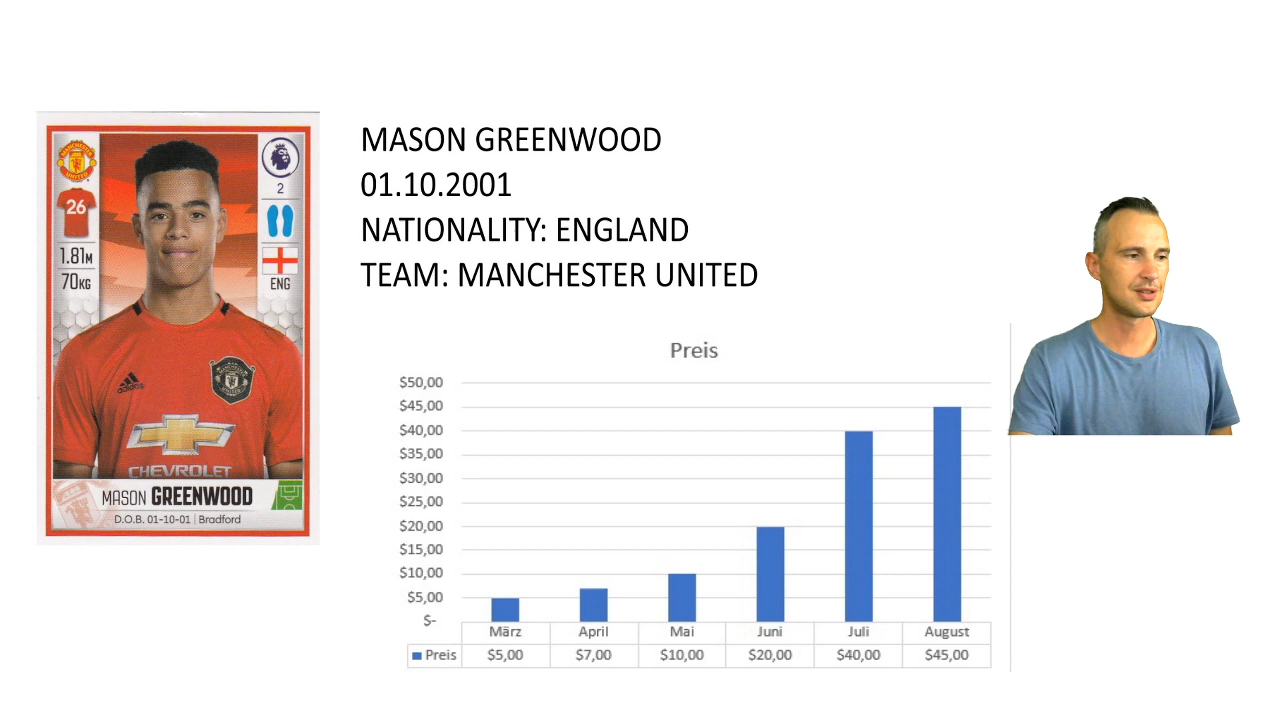 MASON GREENWOOD
01.10.2001
NATIONALITY: ENGLAND
TEAM: MANCHESTER UNITED
26
1.81M
70KG
2
ENG
adidas
CHEVROLET
MASON GREENWOOD
D.O.B. 01-10-01 | Bradford
Preis
$50,00
$45,00
$40,00
$35,00
$30,00
$25,00
$20,00
$15,00
$10,00
$5,00
$-
März April Mai Juni Juli August
Preis $5,00 $7,00 $10,00 $20,00 $40,00 $45,00